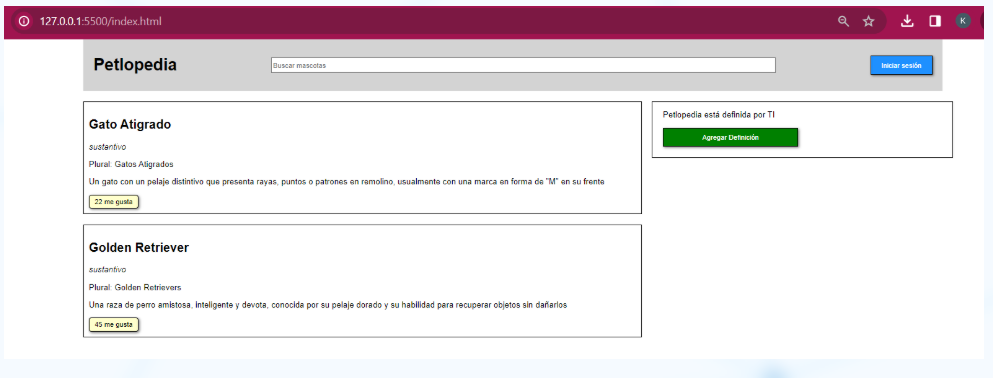 127.0.0.1:5500/index.html
K
Petlopedia
Buscar mascotas
Iniciar sesión
Gato Atigrado
sustantivo
Plural: Gatos Atigrados
Un gato con un pelaje distintivo que presenta rayas, puntos o patrones en remolino, usualmente con una marca en forma de "M" en su frente
22 me gusta
Petlopedia está definida por TI
Agregar Definición
Golden Retriever
sustantivo
Plural: Golden Retrievers
Una raza de perro amistosa, inteligente y devota, conocida por su pelaje dorado y su habilidad para recuperar objetos sin dañarlos
45 me gusta